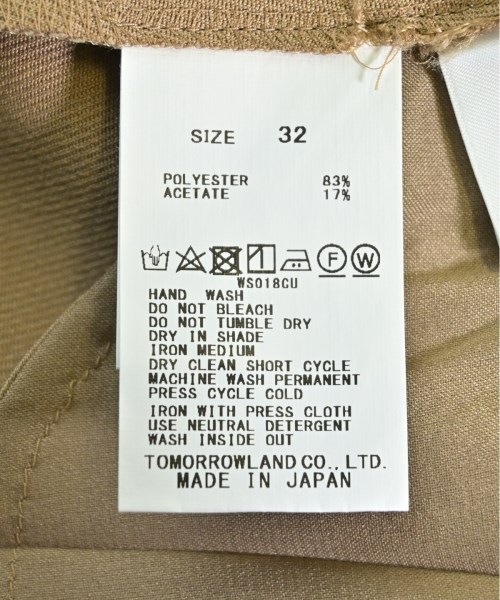 SIZE 32
POLYESTER 83%
ACETATE 17%
F W
WS018CU
HAND WASH
DO NOT BLEACH
DO NOT TUMBLE DRY
DRY IN SHADE
IRON MEDIUM
DRY CLEAN SHORT CYCLE
MACHINE WASH PERMANENT
PRESS CYCLE COLD
IRON WITH PRESS CLOTH
USE NEUTRAL DETERGENT
WASH INSIDE OUT
TOMORROWLAND CO., LTD.
MADE IN JAPAN